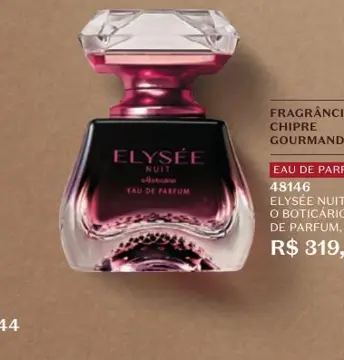 ELYSÉE
NUIT
oBoticário
EAU DE PARFUM
FRAGRÂNCI
CHIPRE
GOURMAND
EAU DE PARF
48146
ELYSÉE NUIT
O BOTICÁRIO
DE PARFUM,
R$ 319,
44